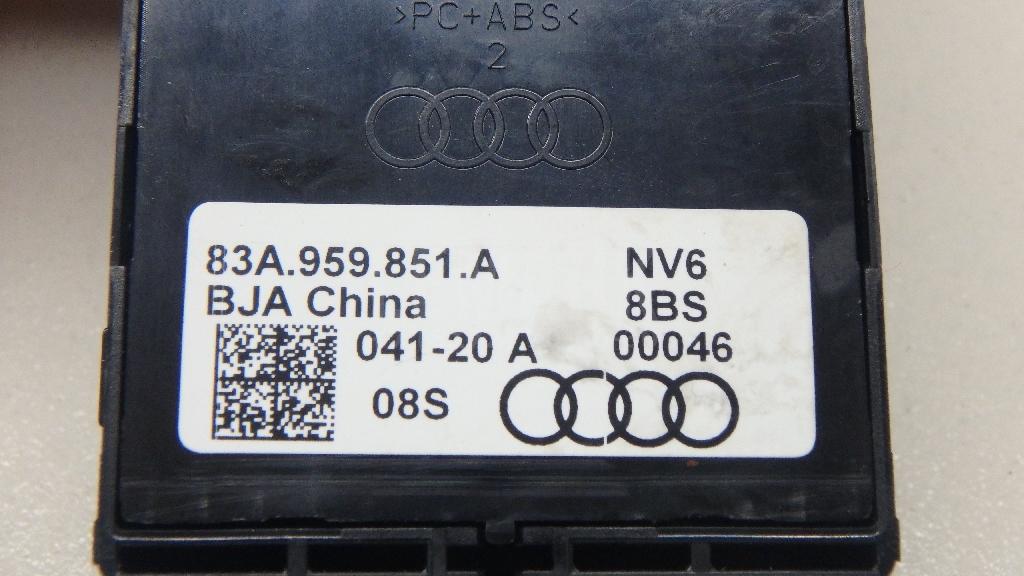 >PC+ABS<
2
83A.959.851.A NV6
BJA China 8BS
041-20 A 00046
08S